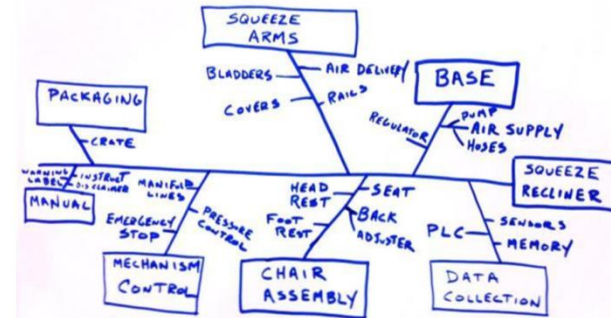 SQUEEZE
ARMS
BLADDERS
AIR DELIVERY
COVERS
RAILS
BASE
PUMP
REGULATOR
AIR SUPPLY
HOSES
PACKAGING
CRATE
SQUEEZE
RECLINER
WARNING
LABEL
INSTRUCT
DISCLAIMER
MANUAL
MANIFOLD
LINES
EMERGENCY
STOP
PRESSURE
CONTROL
MECHANISM
CONTROL
HEAD
REST
SEAT
FOOT
REST
BACK
ADJUSTER
CHAIR
ASSEMBLY
PLC
SENSORS
MEMORY
DATA
COLLECTION